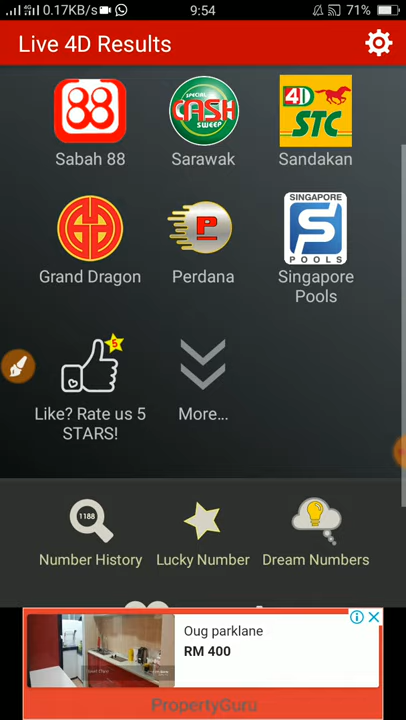 0.17KB/s 9:54 71%
Live 4D Results
88
SPECIAL CASH SWEEP
4D STC
Sabah 88 Sarawak Sandakan
P
SINGAPORE
POOLS
Grand Dragon Perdana Singapore Pools
5
Like? Rate us 5 STARS! More...
1188
Number History Lucky Number Dream Numbers
Oug parklane
RM 400
PropertyGuru